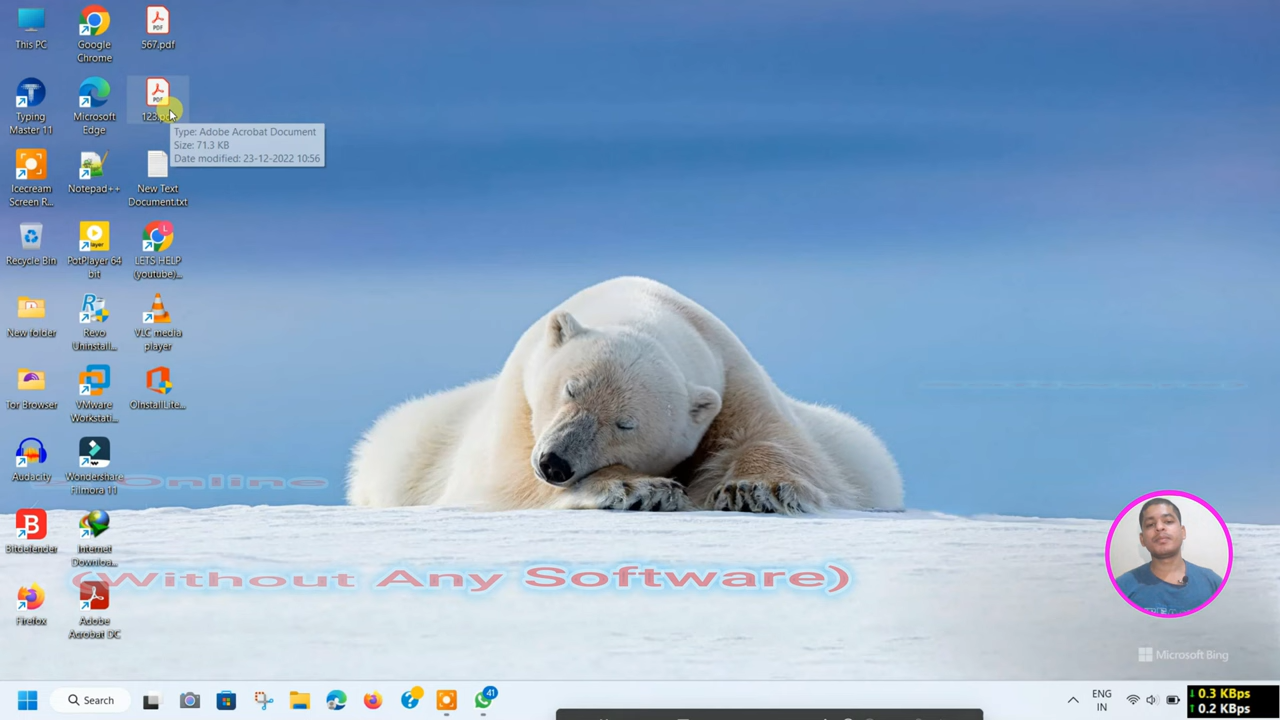 This PC
Google
Chrome
567.pdf
Typing
Master 11
Microsoft
Edge
Type: Adobe Acrobat Document
Size: 71.3 KB
Date modified: 23-12-2022 10:56
Icecream
Screen R...
Notepad++
New Text
Document.txt
Recycle Bin
PotPlayer 64
bit
LETS HELP
(youtube)...
New folder
Revo
Uninstall...
VLC media
player
Tor Browser
VMware
Workstati...
OInstallLite...
Audacity
Wondershare
Filmora 11
Online
Bitdefender
Internet
Downloa...
(Without Any Software)
Firefox
Adobe
Acrobat DC
Microsoft Bing
Search
41
ENG
IN
0.3 KBps
0.2 KBps